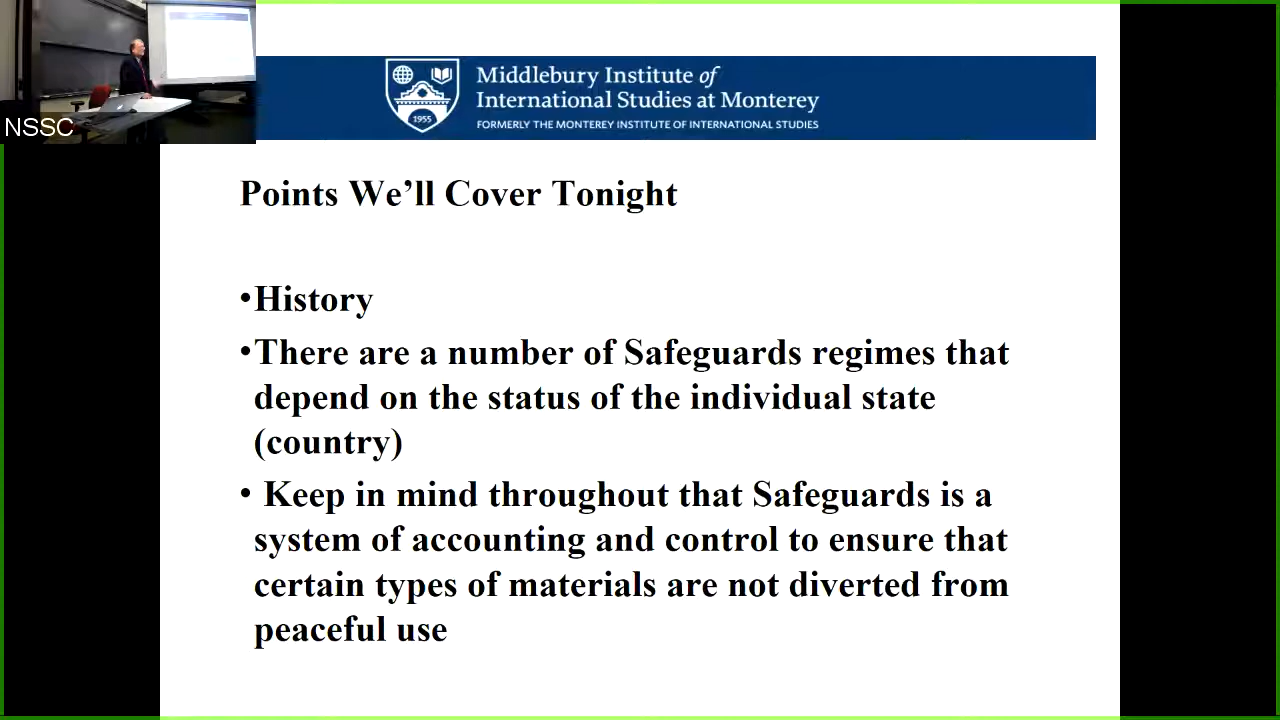 NSSC
1955
Middlebury Institute of
International Studies at Monterey
FORMERLY THE MONTEREY INSTITUTE OF INTERNATIONAL STUDIES
Points We’ll Cover Tonight
•History
•There are a number of Safeguards regimes that
depend on the status of the individual state
(country)
• Keep in mind throughout that Safeguards is a
system of accounting and control to ensure that
certain types of materials are not diverted from
peaceful use